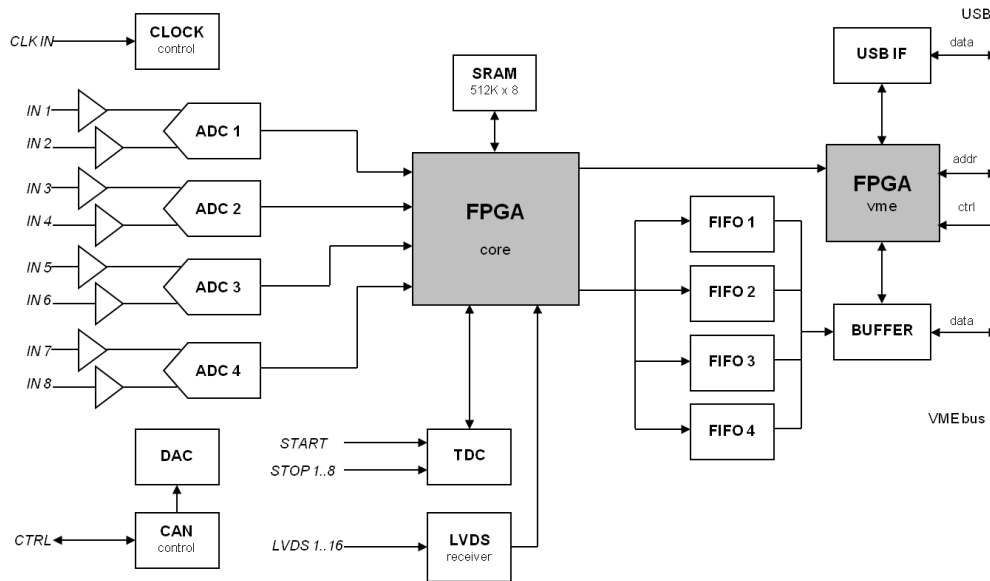 CLK IN
CLOCK
control
USB
USB IF
data
SRAM
512K x 8
IN 1
IN 2
ADC 1
IN 3
IN 4
ADC 2
IN 5
IN 6
ADC 3
IN 7
IN 8
ADC 4
FPGA
core
FPGA
vme
addr
ctrl
FIFO 1
FIFO 2
FIFO 3
FIFO 4
BUFFER
data
VME bus
START
STOP 1..8
TDC
DAC
CTRL
CAN
control
LVDS 1..16
LVDS
receiver